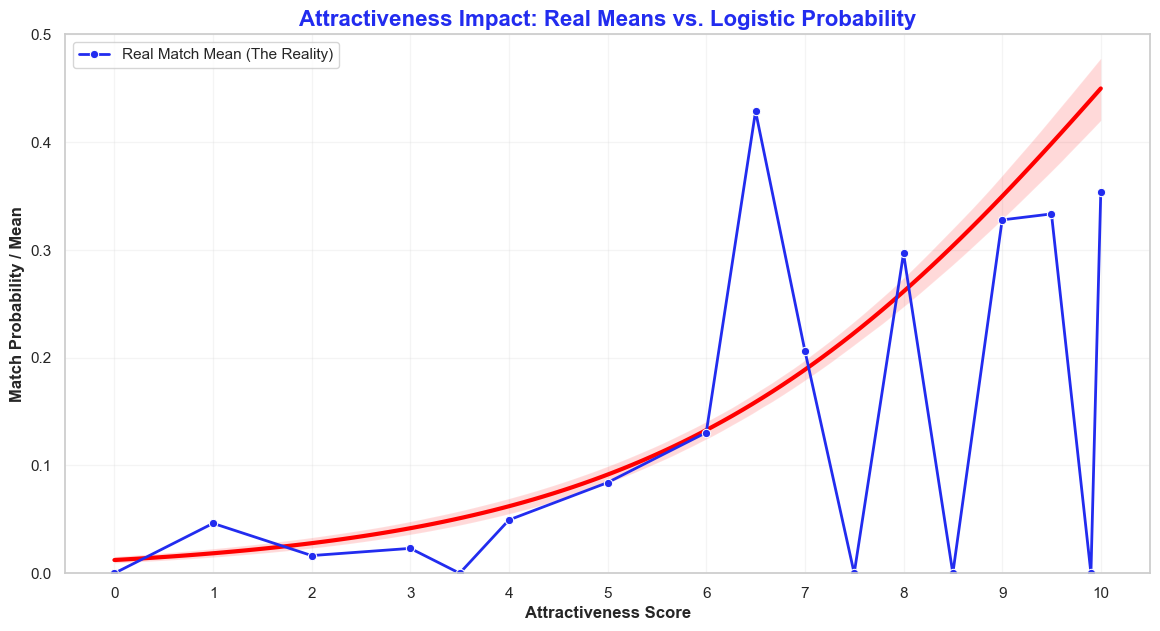 Attractiveness Impact: Real Means vs. Logistic Probability
Real Match Mean (The Reality)
Match Probability / Mean
0.5
0.4
0.3
0.2
0.1
0.0
0 1 2 3 4 5 6 7 8 9 10
Attractiveness Score